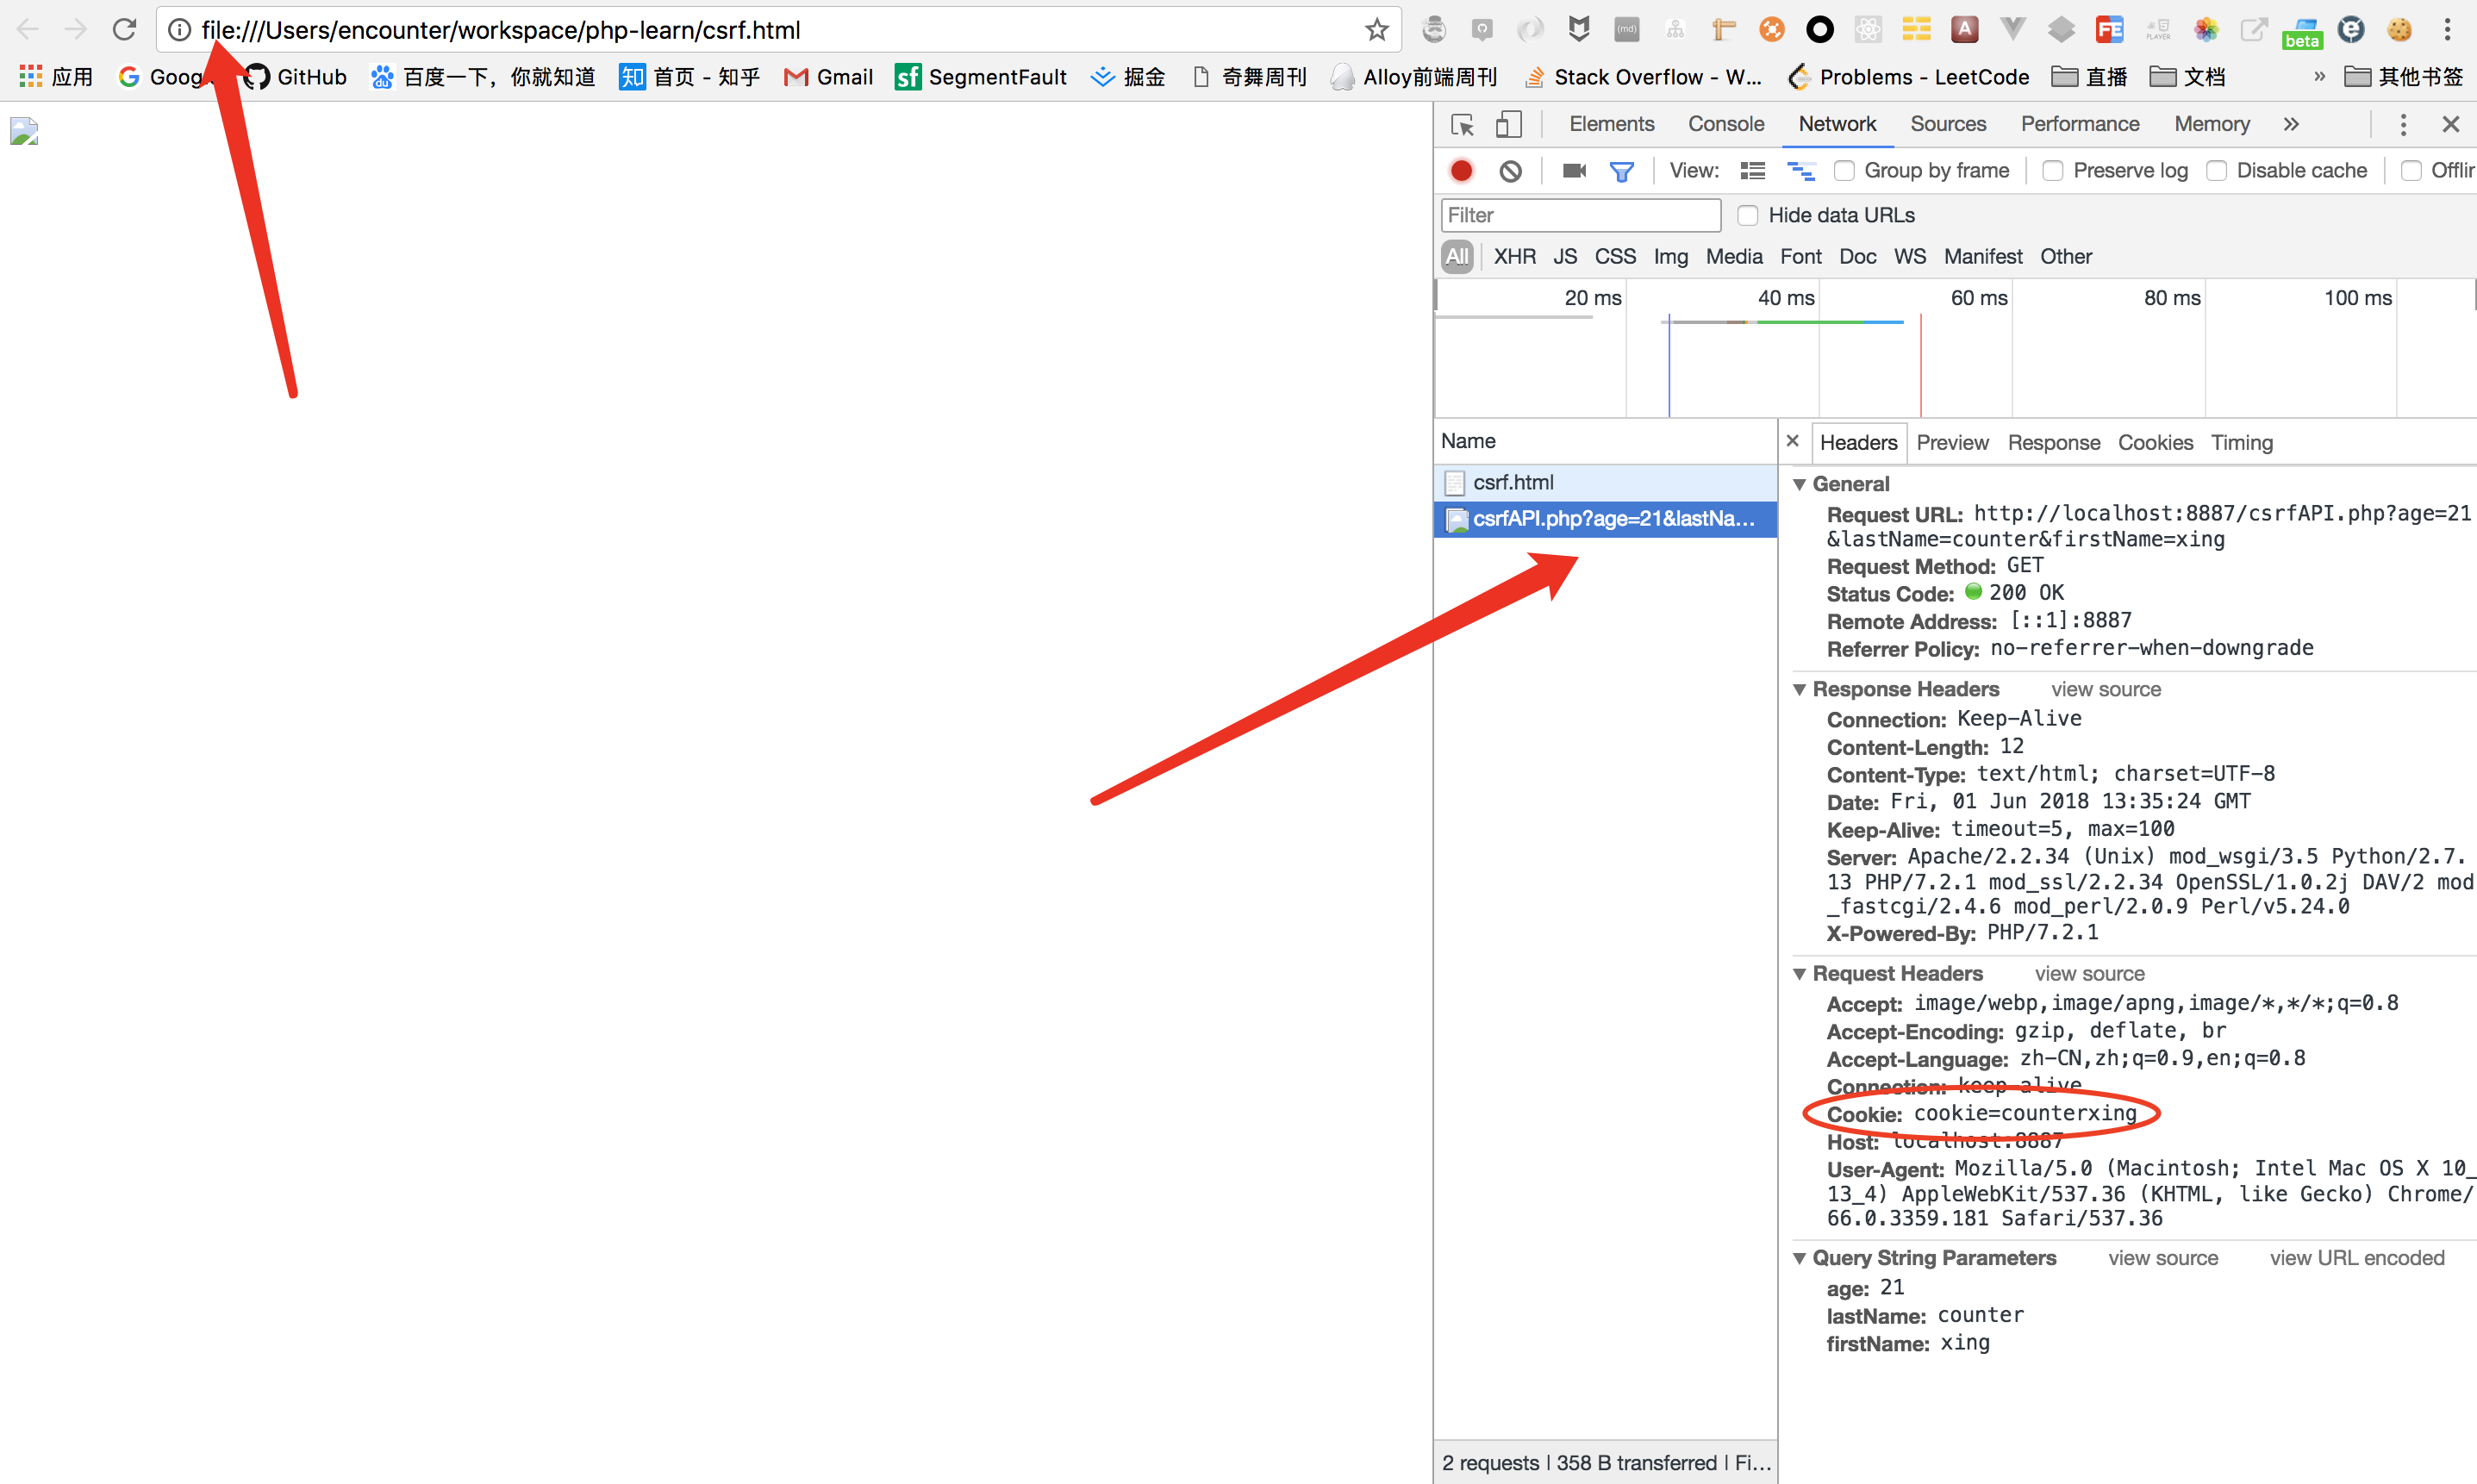 file:///Users/encounter/workspace/php-learn/csrf.html
beta
应用 Goog GitHub 百度一下，你就知道 知 首页 - 知乎 Gmail sf SegmentFault 掘金 奇舞周刊 Alloy前端周刊 Stack Overflow - W... Problems - LeetCode 直播 文档 » 其他书签
Elements Console Network Sources Performance Memory »
View: Group by frame Preserve log Disable cache Offlir
Filter Hide data URLs
All XHR JS CSS Img Media Font Doc WS Manifest Other
20 ms 40 ms 60 ms 80 ms 100 ms
Name
csrf.html
csrfAPI.php?age=21&lastNa...
× Headers Preview Response Cookies Timing
General
Request URL: http://localhost:8887/csrfAPI.php?age=21
&lastName=counter&firstName=xing
Request Method: GET
Status Code: 200 OK
Remote Address: [::1]:8887
Referrer Policy: no-referrer-when-downgrade
Response Headers view source
Connection: Keep-Alive
Content-Length: 12
Content-Type: text/html; charset=UTF-8
Date: Fri, 01 Jun 2018 13:35:24 GMT
Keep-Alive: timeout=5, max=100
Server: Apache/2.2.34 (Unix) mod_wsgi/3.5 Python/2.7.
13 PHP/7.2.1 mod_ssl/2.2.34 OpenSSL/1.0.2j DAV/2 mod
_fastcgi/2.4.6 mod_perl/2.0.9 Perl/v5.24.0
X-Powered-By: PHP/7.2.1
Request Headers view source
Accept: image/webp,image/apng,image/*,*/*;q=0.8
Accept-Encoding: gzip, deflate, br
Accept-Language: zh-CN,zh;q=0.9,en;q=0.8
Connection: keep-alive
Cookie: cookie=counterxing
Host: localhost:8887
User-Agent: Mozilla/5.0 (Macintosh; Intel Mac OS X 10_
13_4) AppleWebKit/537.36 (KHTML, like Gecko) Chrome/
66.0.3359.181 Safari/537.36
Query String Parameters view source view URL encoded
age: 21
lastName: counter
firstName: xing
2 requests | 358 B transferred | Fi...